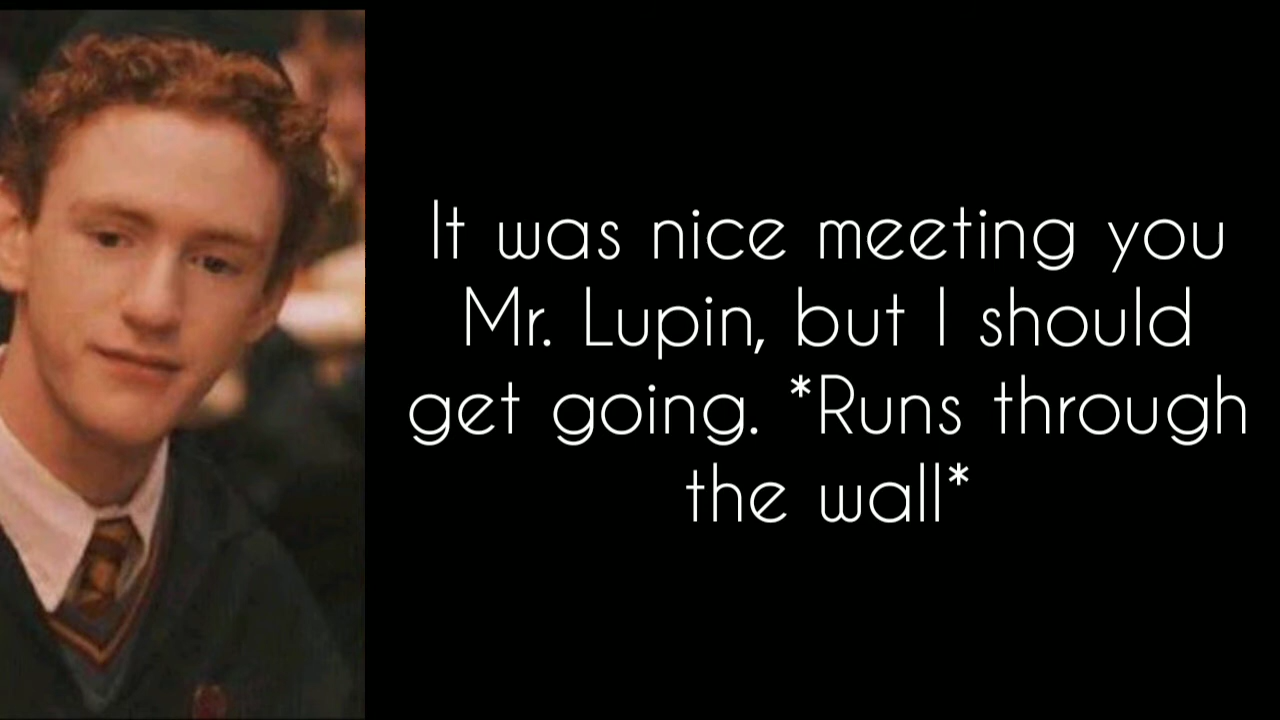 It was nice meeting you
Mr. Lupin, but I should
get going. *Runs through
the wall*